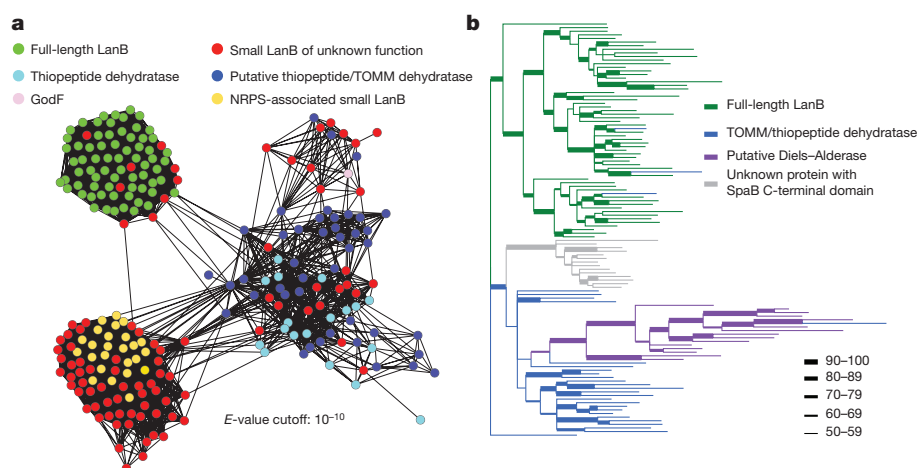 a
Full-length LanB
Thiopeptide dehydratase
GodF
Small LanB of unknown function
Putative thiopeptide/TOMM dehydratase
NRPS-associated small LanB
E-value cutoff: 10⁻¹⁰
b
Full-length LanB
TOMM/thiopeptide dehydratase
Putative Diels–Alderase
Unknown protein with
SpaB C-terminal domain
90–100
80–89
70–79
60–69
50–59